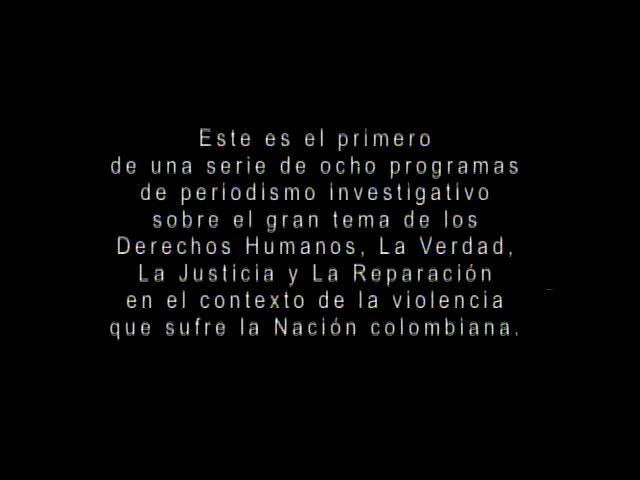 Este es el primero
de una serie de ocho programas
de periodismo investigativo
sobre el gran tema de los
Derechos Humanos, La Verdad,
La Justicia y La Reparación
en el contexto de la violencia
que sufre la Nación colombiana.